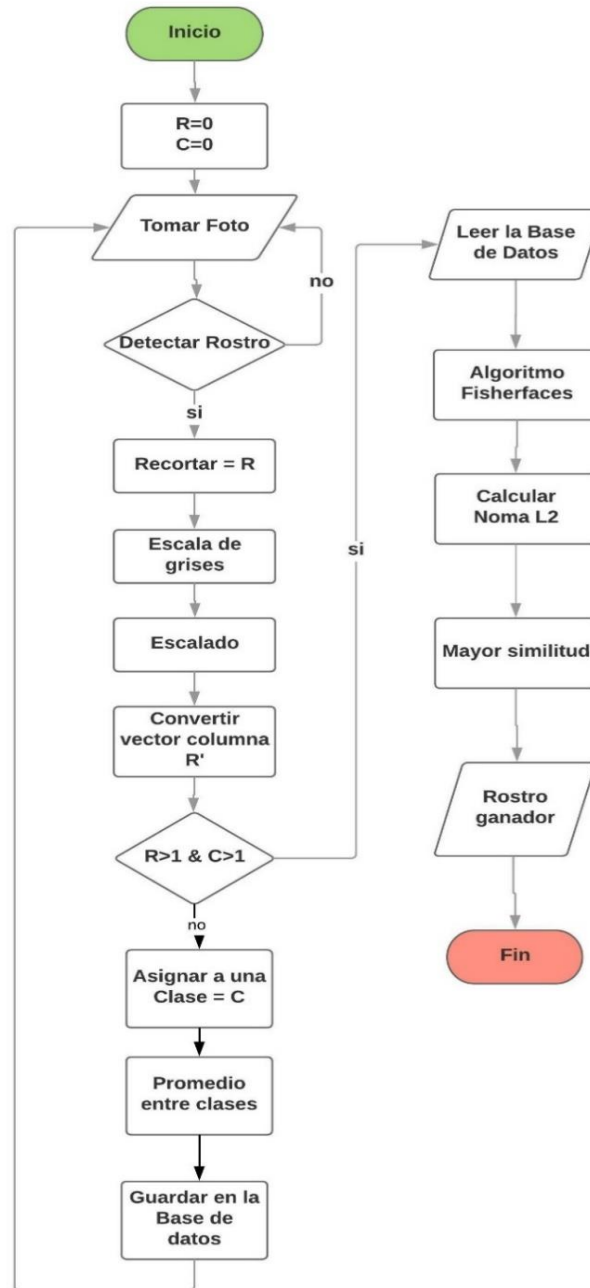 Inicio
R=0
C=0
Tomar Foto
no
Detectar Rostro
si
Recortar = R
Escala de
grises
Escalado
Convertir
vector columna
R'
R>1 & C>1
no
Asignar a una
Clase = C
Promedio
entre clases
Guardar en la
Base de
datos
si
Leer la Base
de Datos
Algoritmo
Fisherfaces
Calcular
Noma L2
Mayor similitud
Rostro
ganador
Fin